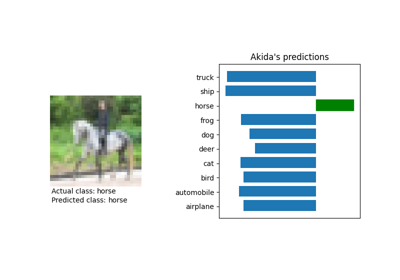 Akida's predictions
truck
ship
horse
frog
dog
deer
cat
bird
automobile
airplane
Actual class: horse
Predicted class: horse